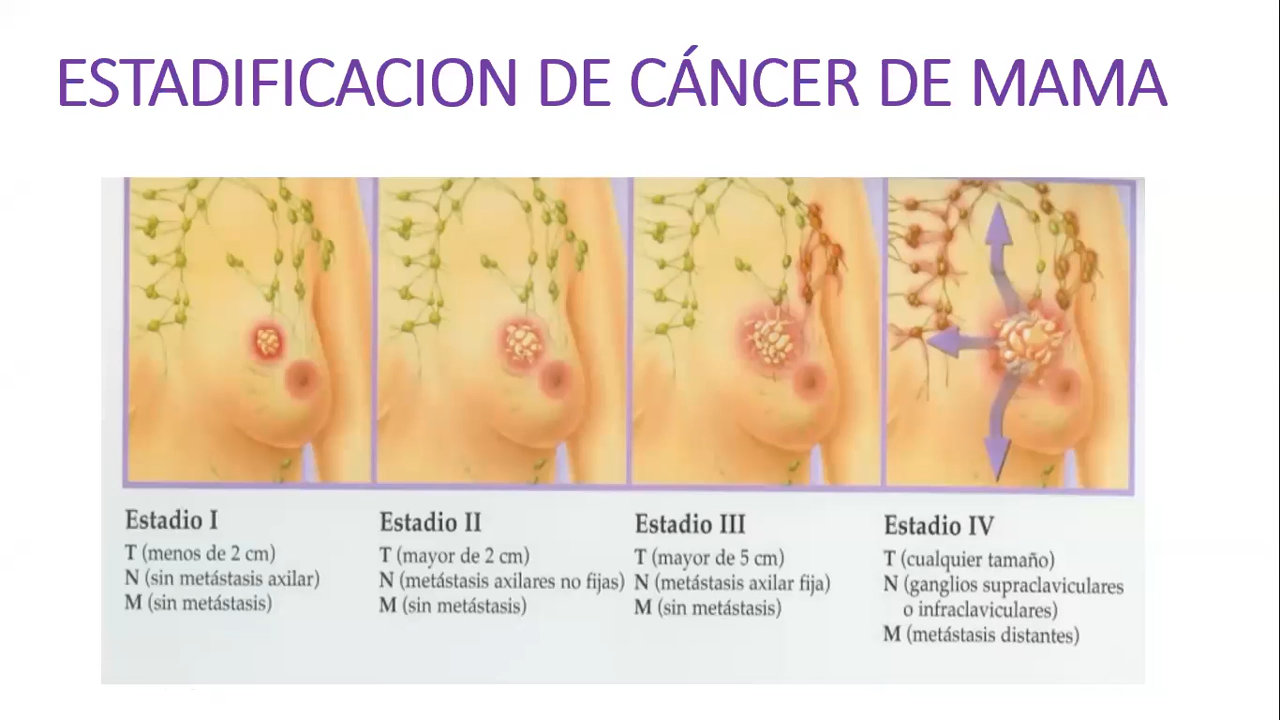 ESTADIFICACION DE CÁNCER DE MAMA
Estadio I
T (menos de 2 cm)
N (sin metástasis axilar)
M (sin metástasis)
Estadio II
T (mayor de 2 cm)
N (metástasis axilares no fijas)
M (sin metástasis)
Estadio III
T (mayor de 5 cm)
N (metástasis axilar fija)
M (sin metástasis)
Estadio IV
T (cualquier tamaño)
N (ganglios supraclaviculares
o infraclaviculares)
M (metástasis distantes)